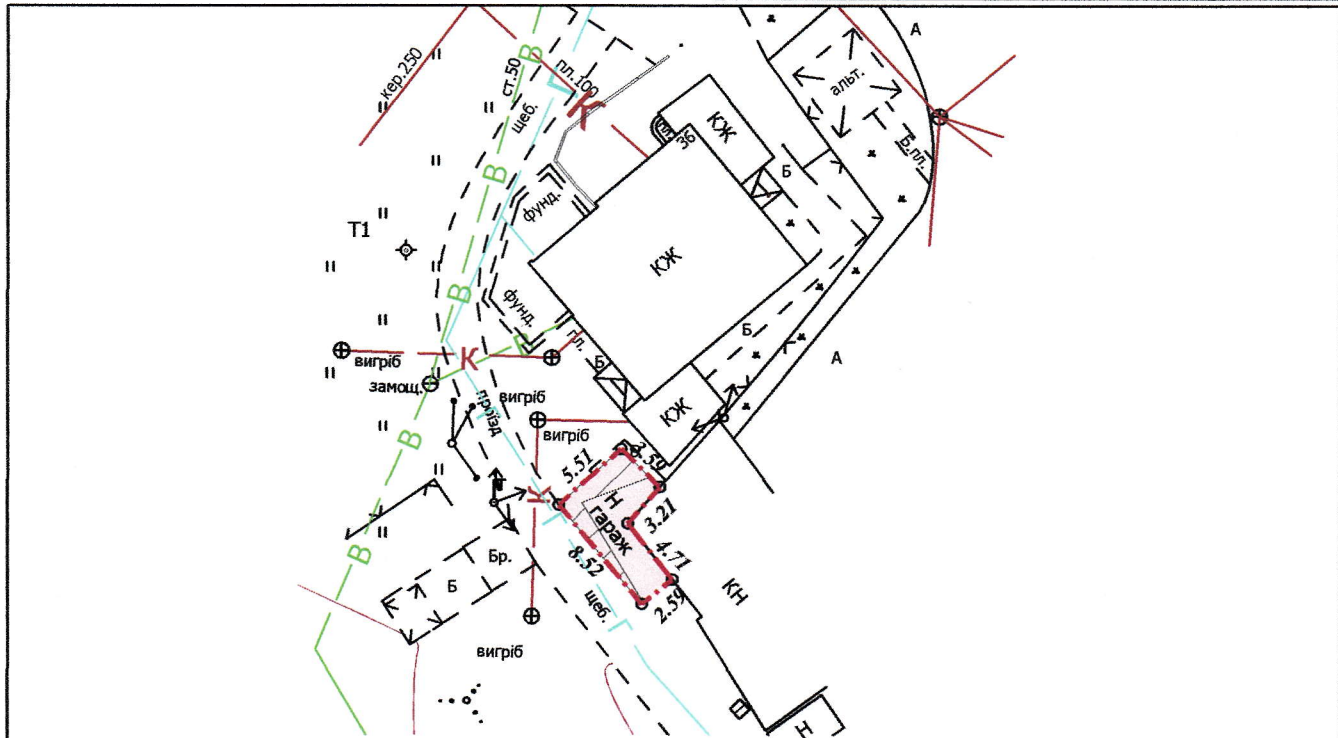 А
кер.250
В
ст.50
пл.100
щеб.
К
КЖ
36
альт.
Б.пл.
Б
В
фунд.
Т1
КЖ
В
фунд.
В
пл.
Б
А
К
вигріб
замощ.
Б
КЖ
проїзд
вигріб
вигріб
В
5.51
3.59
К
Н
гараж
3.21
4.71
8.52
2.59
В
Бр.
Б
щеб.
КН
вигріб
Н